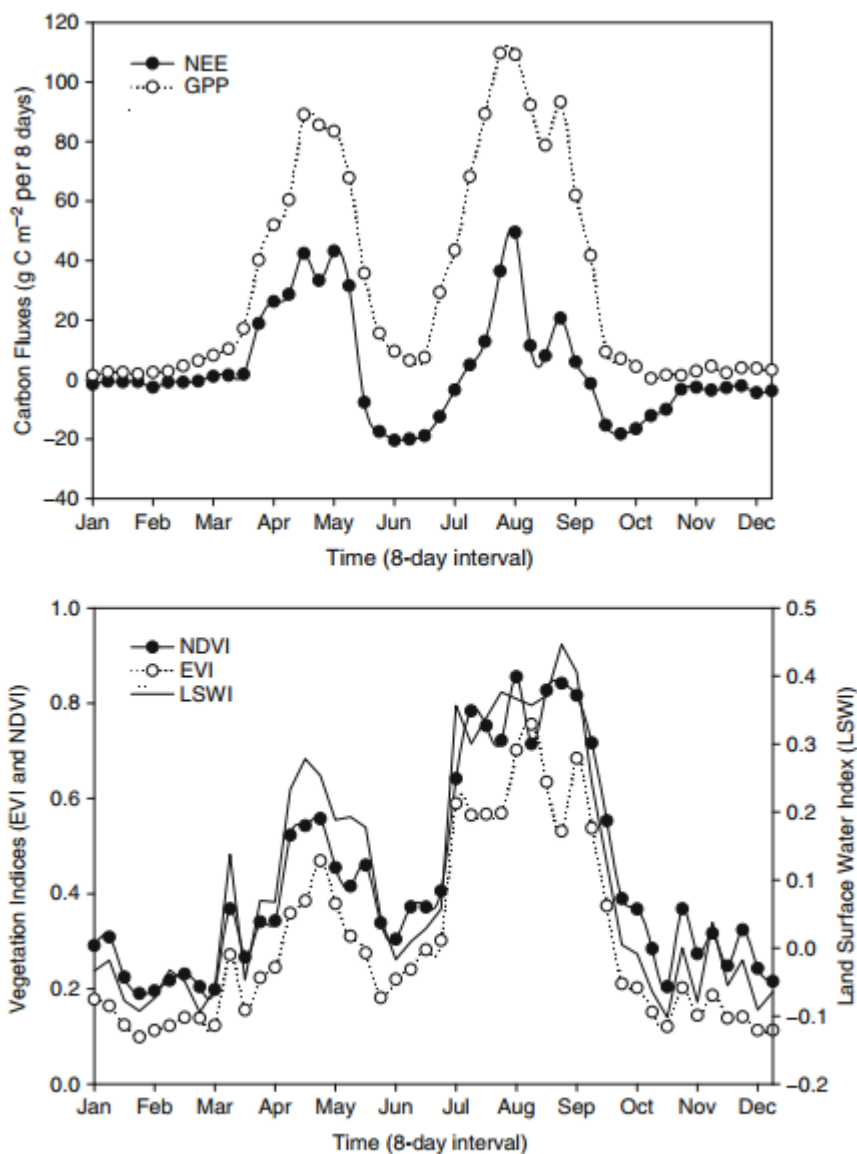 120
100
80
60
40
20
0
−20
−40
Carbon Fluxes (g C m⁻² per 8 days)
NEE
GPP
Jan Feb Mar Apr May Jun Jul Aug Sep Oct Nov Dec
Time (8-day interval)
1.0
0.8
0.6
0.4
0.2
0.0
Vegetation Indices (EVI and NDVI)
NDVI
EVI
LSWI
0.5
0.4
0.3
0.2
0.1
0.0
−0.1
−0.2
Land Surface Water Index (LSWI)
Jan Feb Mar Apr May Jun Jul Aug Sep Oct Nov Dec
Time (8-day interval)